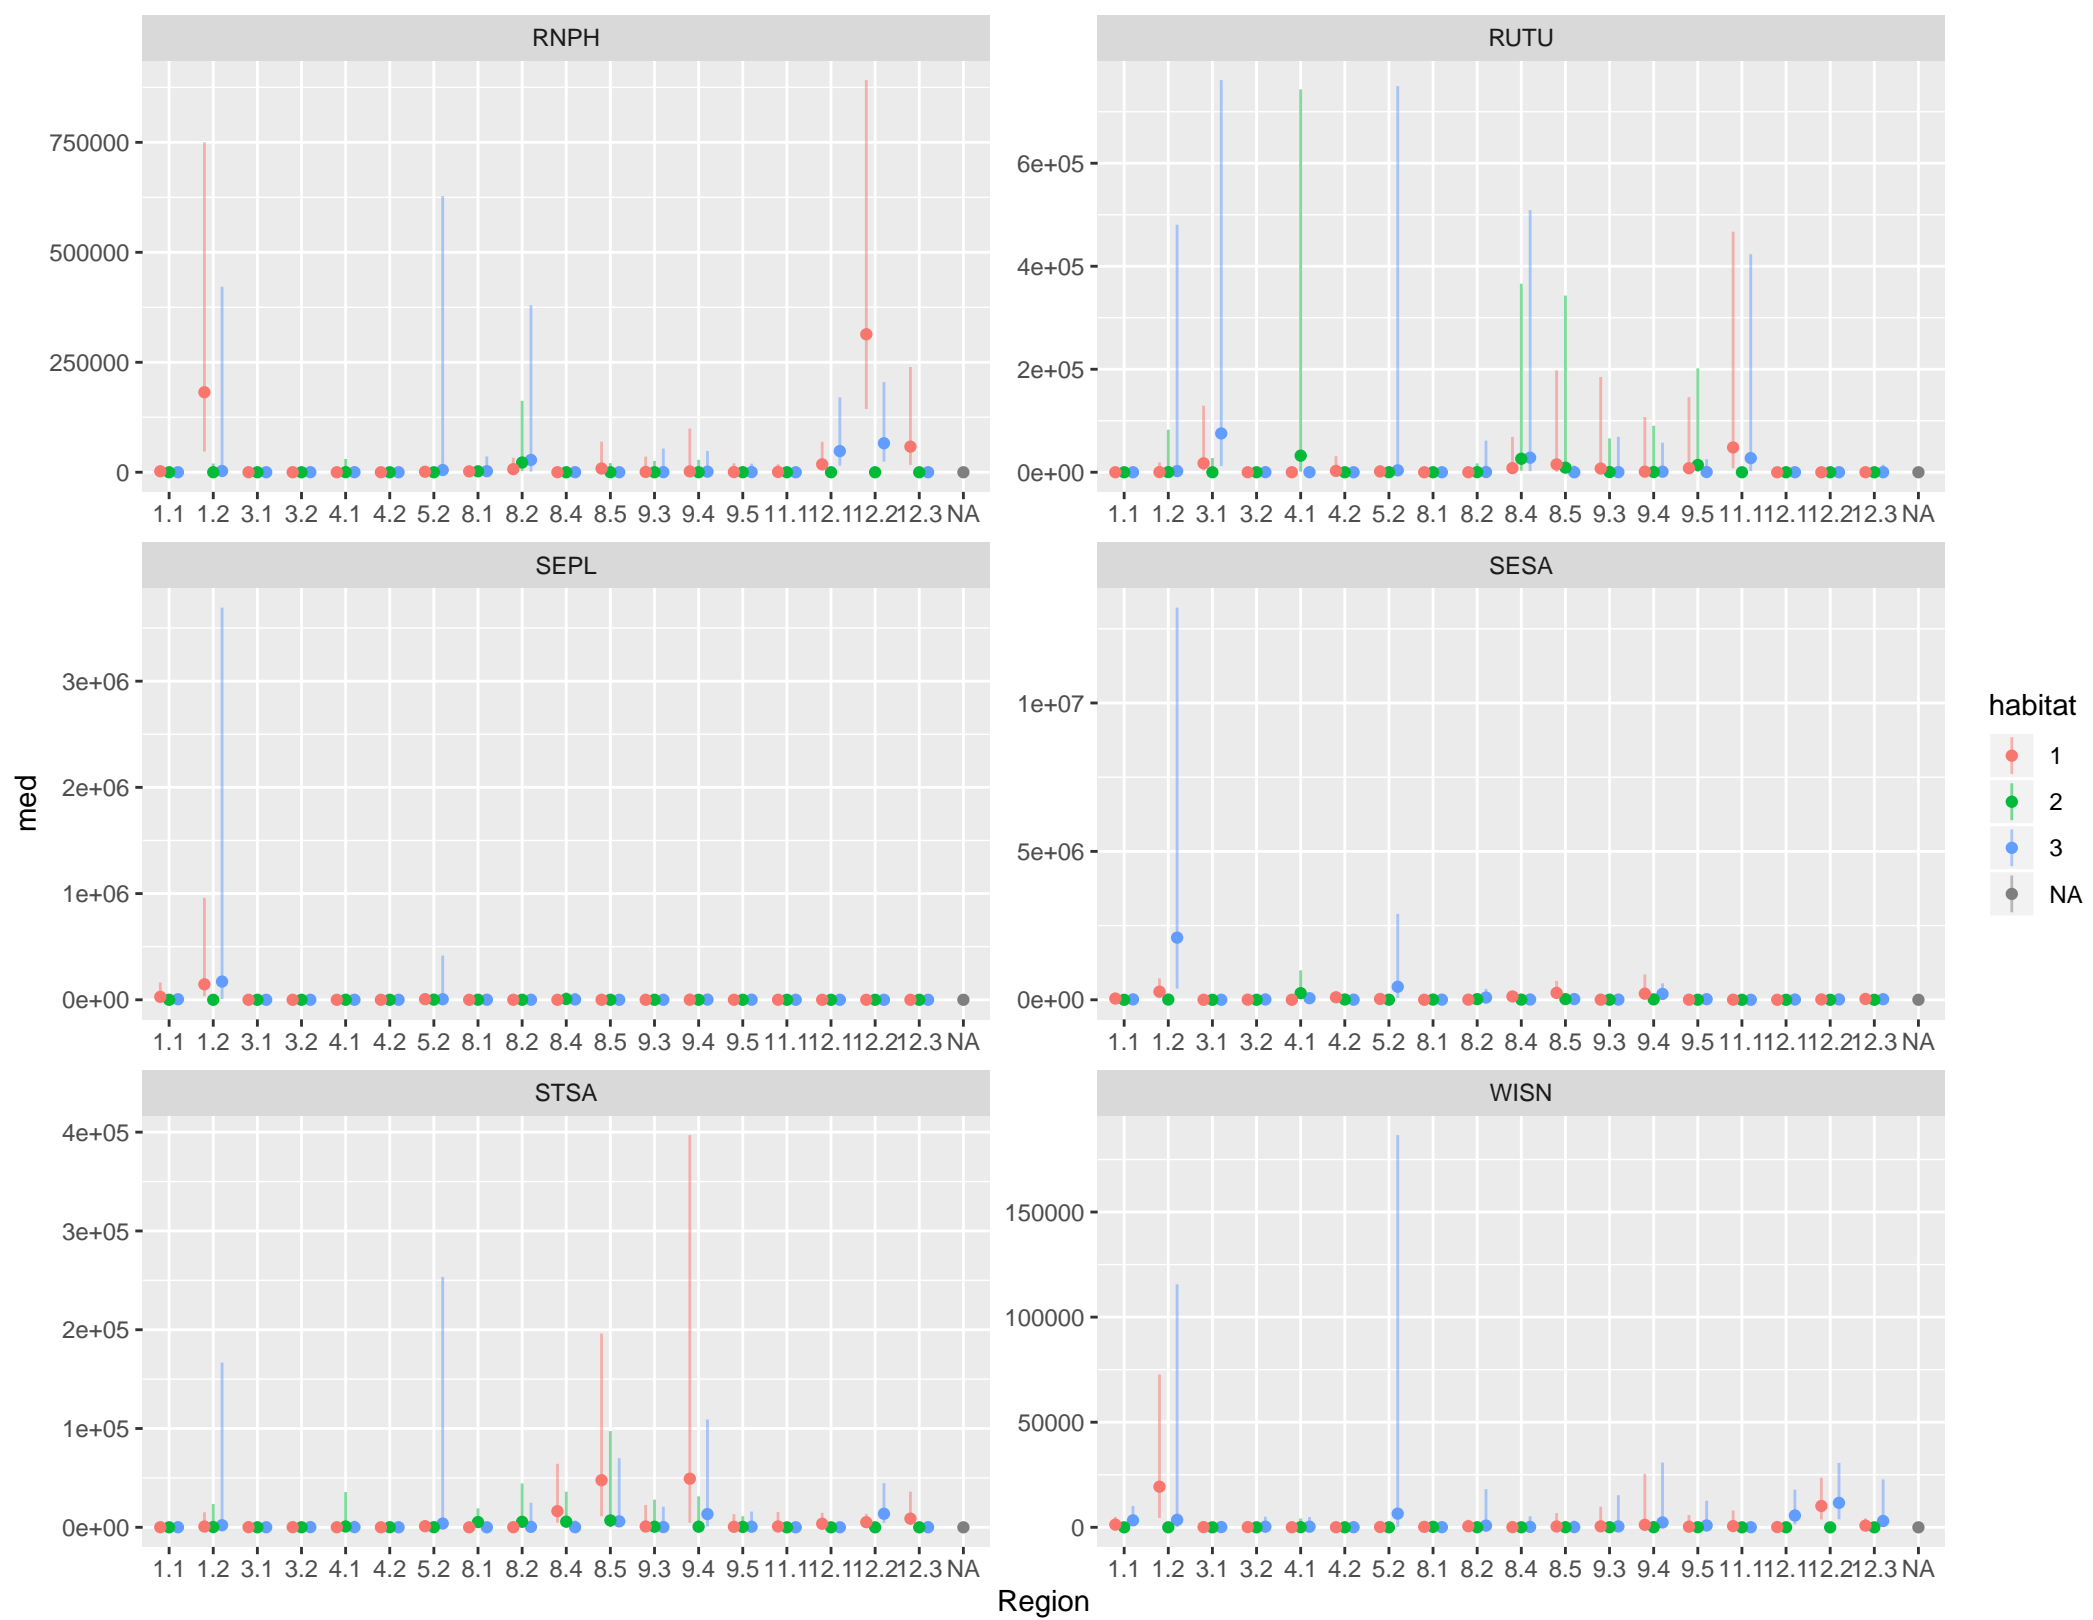 RNPH RUTU
750000
500000
250000
0
6e+05
4e+05
2e+05
0e+00
1.1 1.2 3.1 3.2 4.1 4.2 5.2 8.1 8.2 8.4 8.5 9.3 9.4 9.5 11.1 12.1 12.2 12.3 NA
1.1 1.2 3.1 3.2 4.1 4.2 5.2 8.1 8.2 8.4 8.5 9.3 9.4 9.5 11.1 12.1 12.2 12.3 NA
SEPL SESA
3e+06
2e+06
1e+06
0e+00
1e+07
5e+06
0e+00
1.1 1.2 3.1 3.2 4.1 4.2 5.2 8.1 8.2 8.4 8.5 9.3 9.4 9.5 11.1 12.1 12.2 12.3 NA
1.1 1.2 3.1 3.2 4.1 4.2 5.2 8.1 8.2 8.4 8.5 9.3 9.4 9.5 11.1 12.1 12.2 12.3 NA
STSA WISN
4e+05
3e+05
2e+05
1e+05
0e+00
150000
100000
50000
0
1.1 1.2 3.1 3.2 4.1 4.2 5.2 8.1 8.2 8.4 8.5 9.3 9.4 9.5 11.1 12.1 12.2 12.3 NA
1.1 1.2 3.1 3.2 4.1 4.2 5.2 8.1 8.2 8.4 8.5 9.3 9.4 9.5 11.1 12.1 12.2 12.3 NA
med
Region
habitat
1
2
3
NA